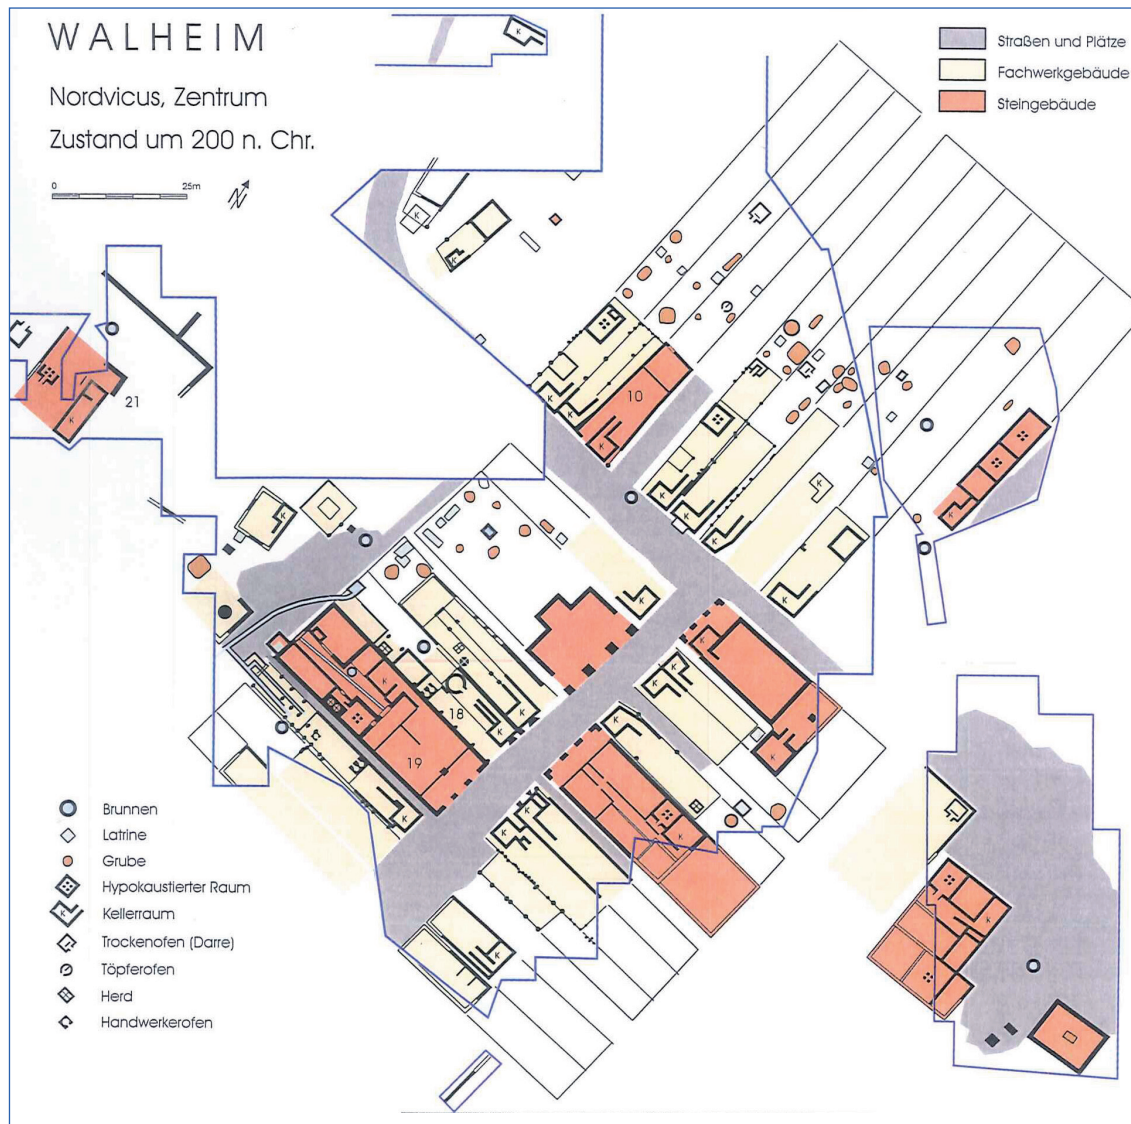 WALHEIM
Nordvicus, Zentrum
Zustand um 200 n. Chr.
0 25m
N
Straßen und Plätze
Fachwerkgebäude
Steingebäude
K
K
K
10
K
21
K
K
K
K
K
K
K
18
19
K
K
K
K
K
K
K
K
K
K
K
Brunnen
Latrine
Grube
Hypokaustierter Raum
K Kellerraum
Trockenofen (Darre)
Töpferofen
Herd
Handwerkerofen